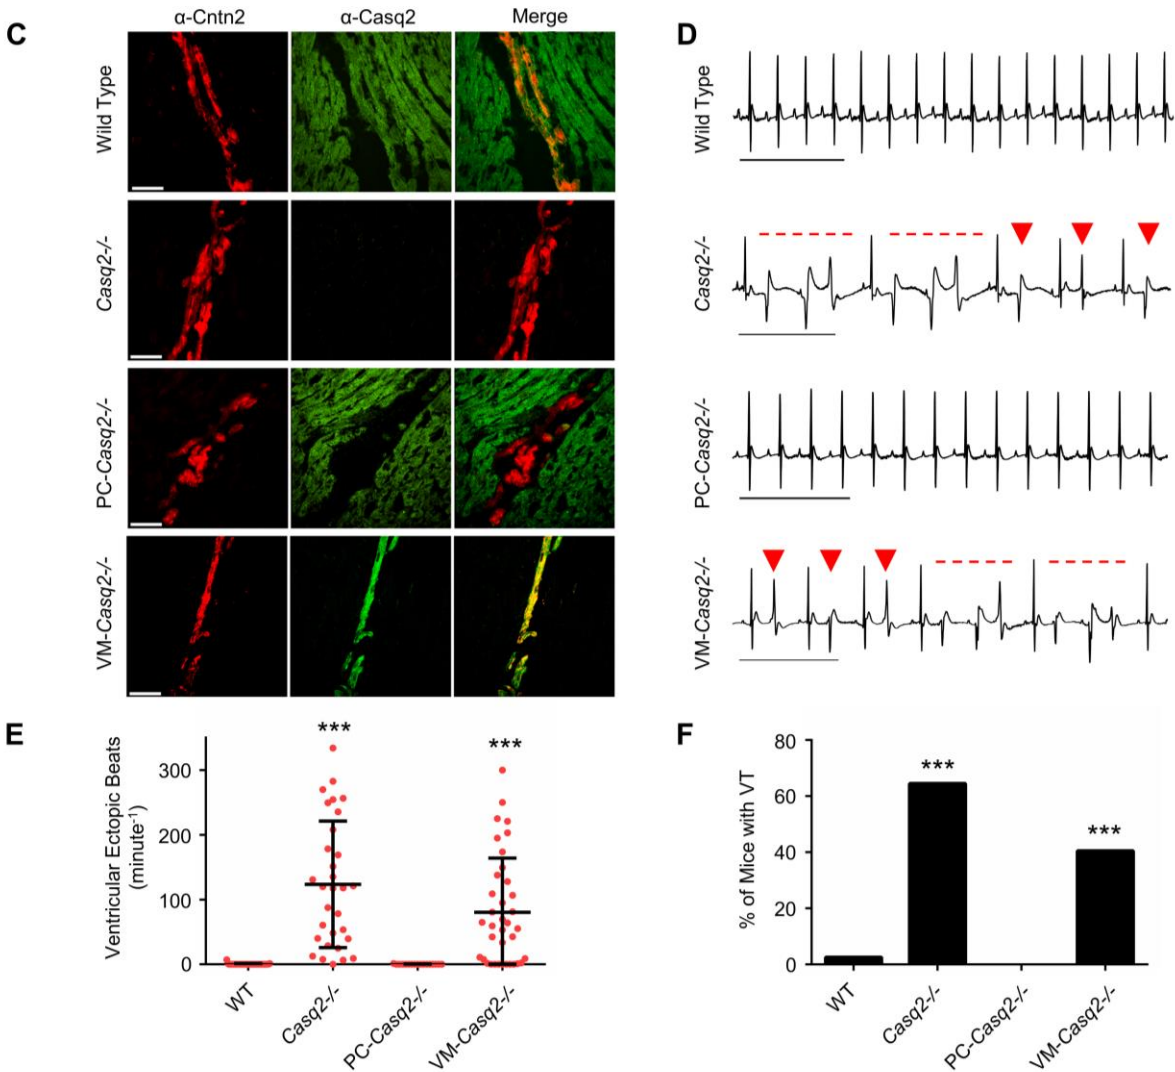 C
α-Cntn2 α-Casq2 Merge
Wild Type
Casq2-/-
PC-Casq2-/-
VM-Casq2-/-
D
Wild Type
Casq2-/-
PC-Casq2-/-
VM-Casq2-/-
E
Ventricular Ectopic Beats
(minute⁻¹)
300
200
100
0
***
***
WT Casq2-/- PC-Casq2-/- VM-Casq2-/-
F
% of Mice with VT
80
60
40
20
0
***
***
WT Casq2-/- PC-Casq2-/- VM-Casq2-/-